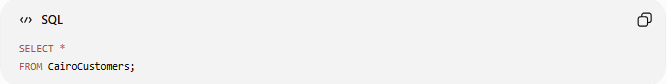 </> SQL
SELECT *
FROM CairoCustomers;